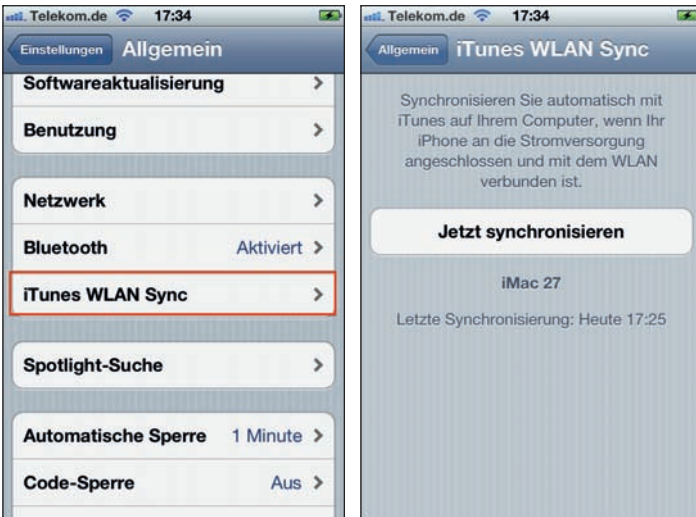 Telekom.de 17:34
Einstellungen Allgemein
Softwareaktualisierung
Benutzung
Netzwerk
Bluetooth Aktiviert
iTunes WLAN Sync
Spotlight-Suche
Automatische Sperre 1 Minute
Code-Sperre Aus
Telekom.de 17:34
Allgemein iTunes WLAN Sync
Synchronisieren Sie automatisch mit
iTunes auf Ihrem Computer, wenn Ihr
iPhone an die Stromversorgung
angeschlossen und mit dem WLAN
verbunden ist.
Jetzt synchronisieren
iMac 27
Letzte Synchronisierung: Heute 17:25